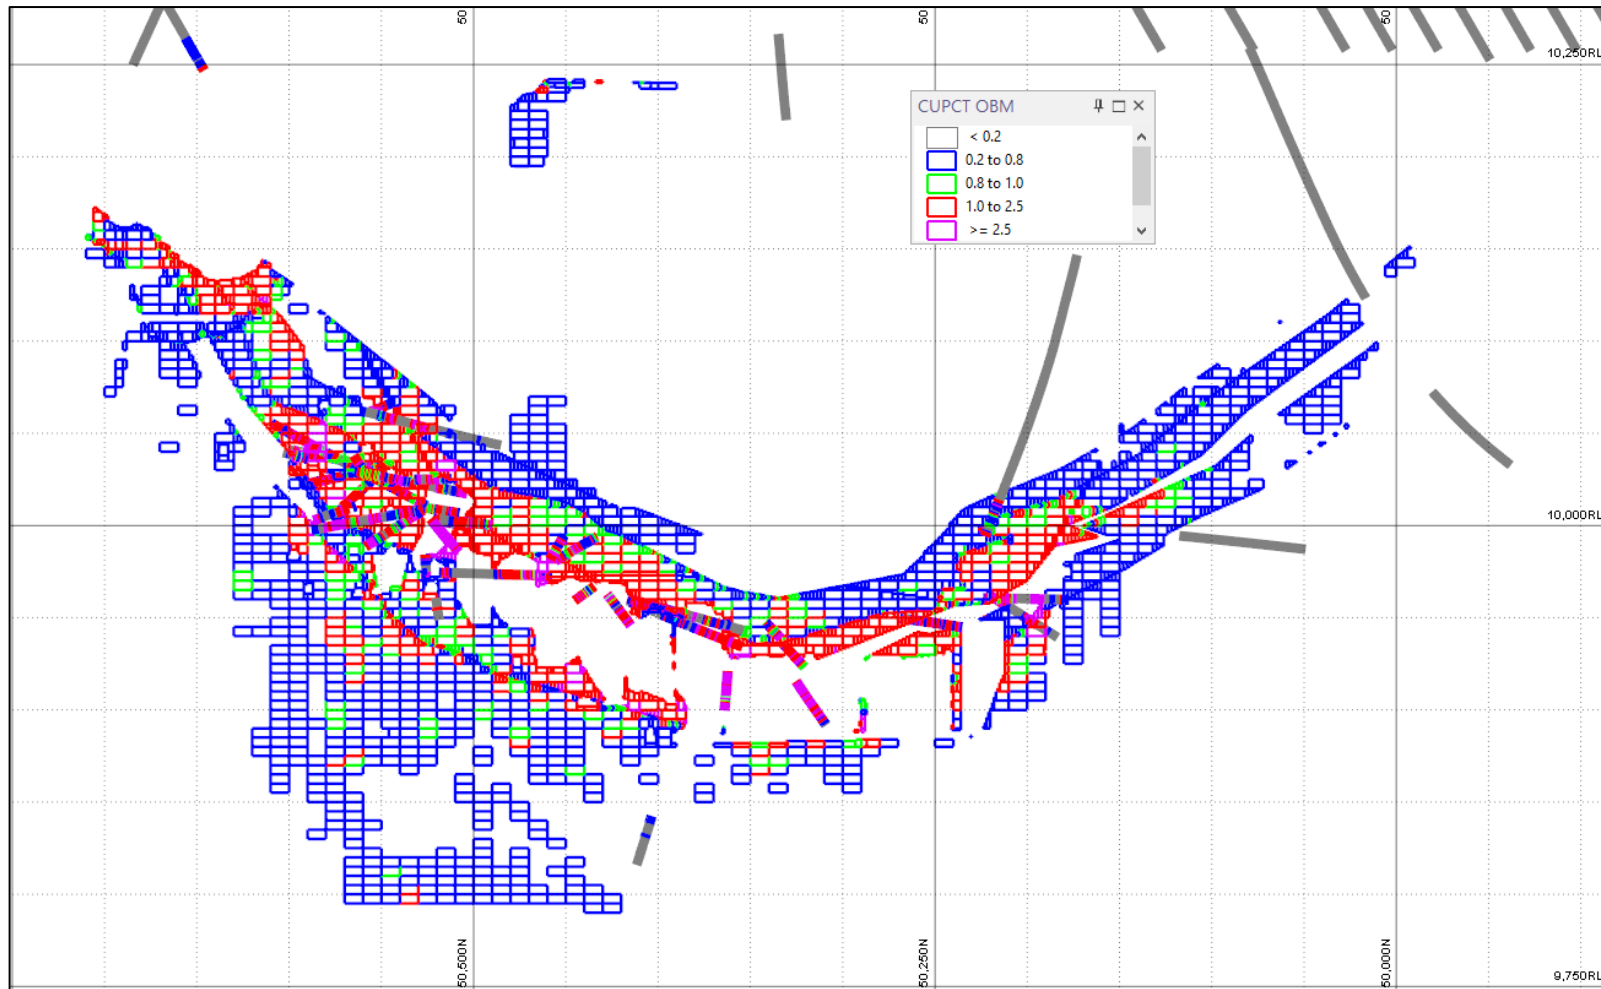 50
50
50
10,250RL
CUPCT OBM
< 0.2
0.2 to 0.8
0.8 to 1.0
1.0 to 2.5
>= 2.5
10,000RL
50,500N
50,250N
50,000N
9,750RL